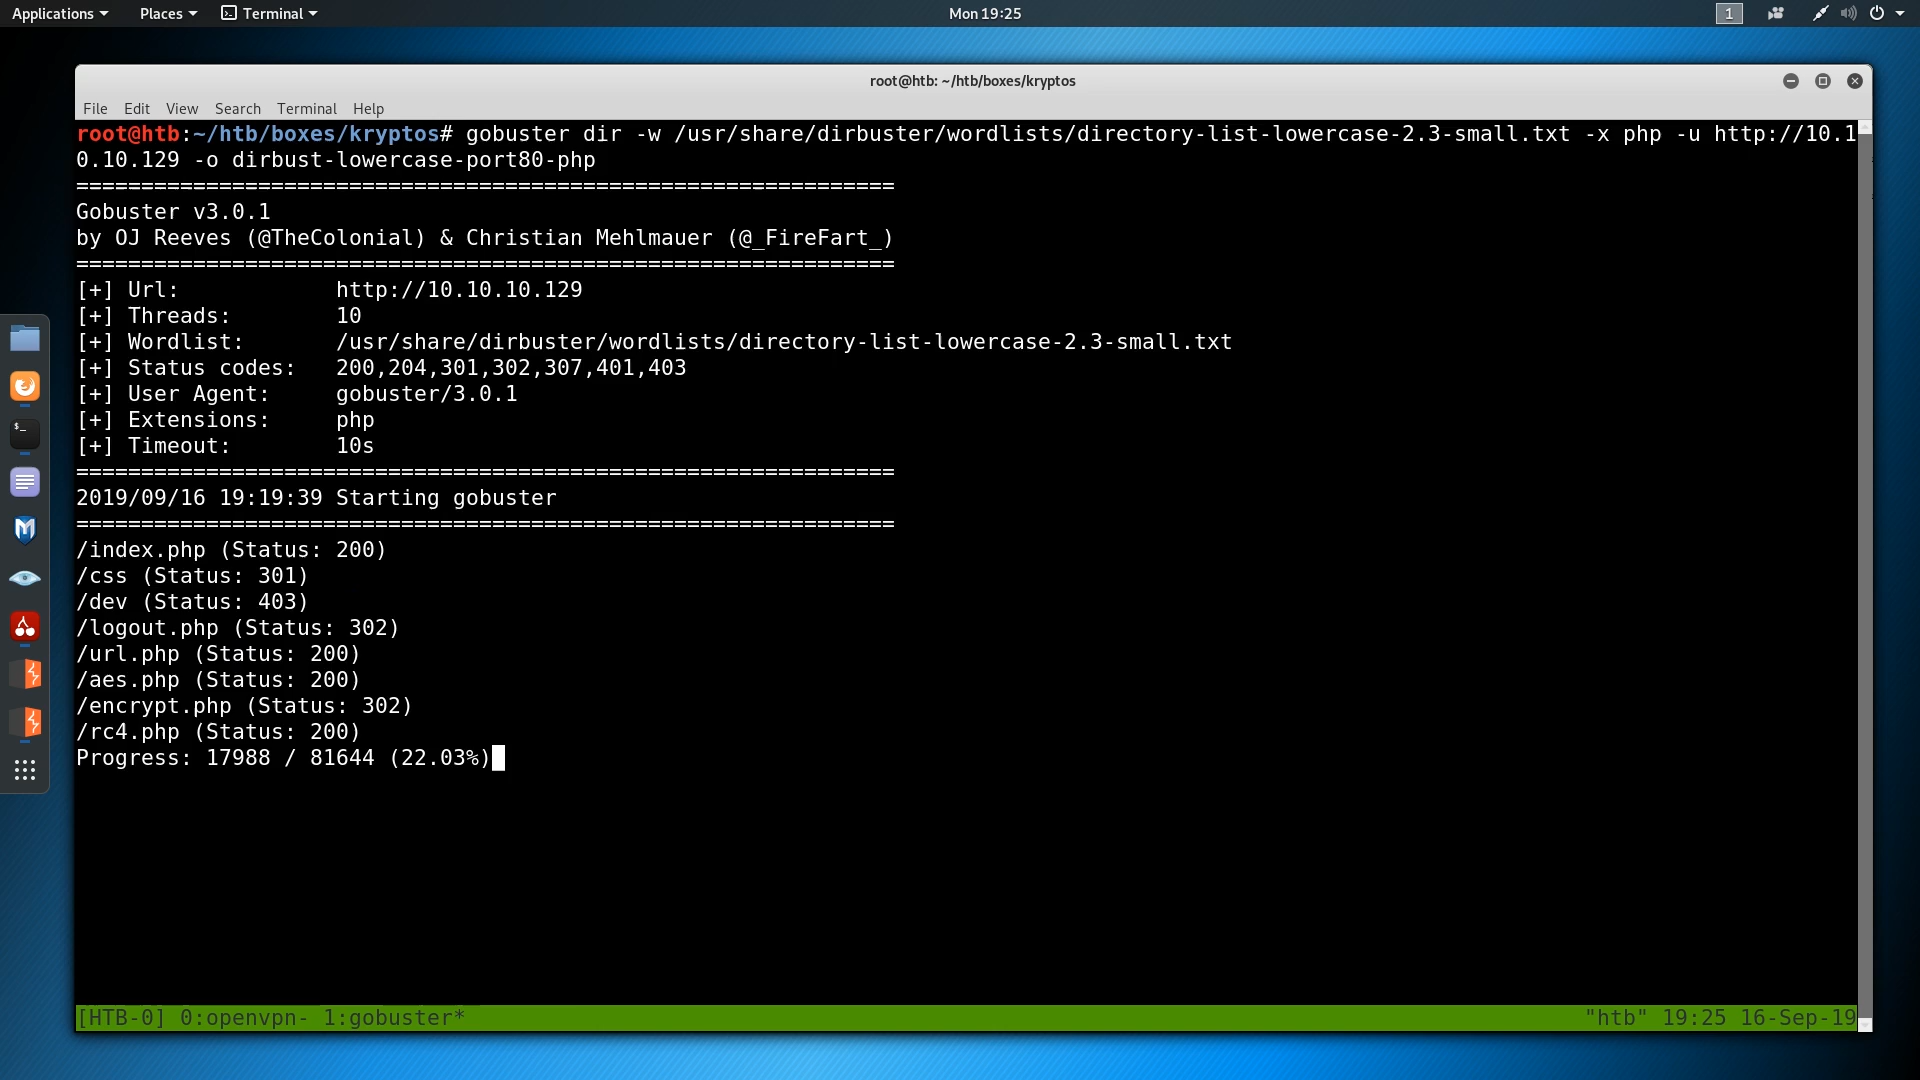 Applications Places Terminal Mon 19:25 1
root@htb: ~/htb/boxes/kryptos
File Edit View Search Terminal Help
root@htb:~/htb/boxes/kryptos# gobuster dir -w /usr/share/dirbuster/wordlists/directory-list-lowercase-2.3-small.txt -x php -u http://10.1
0.10.129 -o dirbust-lowercase-port80-php
===============================================================
Gobuster v3.0.1
by OJ Reeves (@TheColonial) & Christian Mehlmauer (@_FireFart_)
===============================================================
[+] Url:            http://10.10.10.129
[+] Threads:        10
[+] Wordlist:       /usr/share/dirbuster/wordlists/directory-list-lowercase-2.3-small.txt
[+] Status codes:   200,204,301,302,307,401,403
[+] User Agent:     gobuster/3.0.1
[+] Extensions:     php
[+] Timeout:        10s
===============================================================
2019/09/16 19:19:39 Starting gobuster
===============================================================
/index.php (Status: 200)
/css (Status: 301)
/dev (Status: 403)
/logout.php (Status: 302)
/url.php (Status: 200)
/aes.php (Status: 200)
/encrypt.php (Status: 302)
/rc4.php (Status: 200)
Progress: 17988 / 81644 (22.03%)
[HTB-0] 0:openvpn- 1:gobuster* "htb" 19:25 16-Sep-19